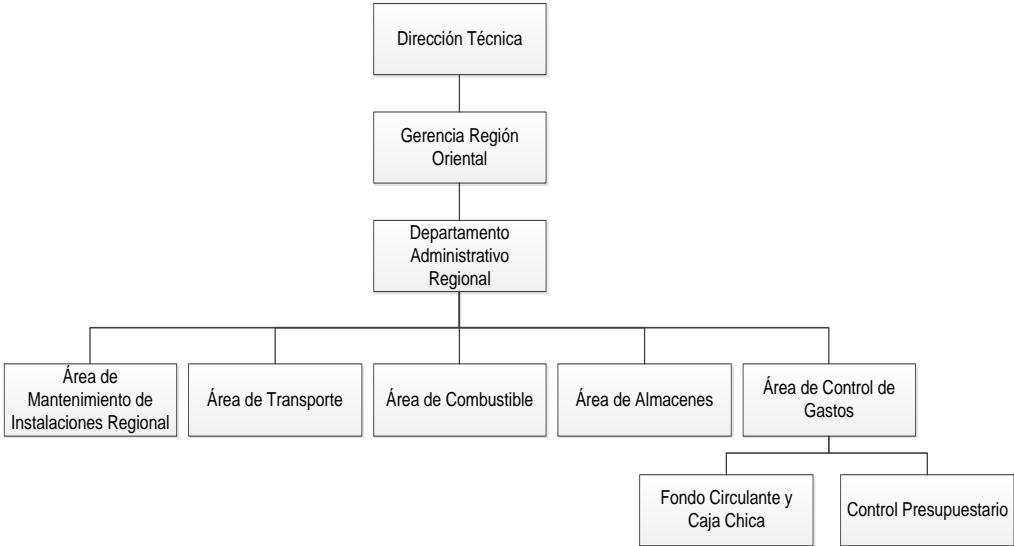 Dirección Técnica
Gerencia Región
Oriental
Departamento
Administrativo
Regional
Área de
Mantenimiento de
Instalaciones Regional
Área de Transporte
Área de Combustible
Área de Almacenes
Área de Control de
Gastos
Fondo Circulante y
Caja Chica
Control Presupuestario